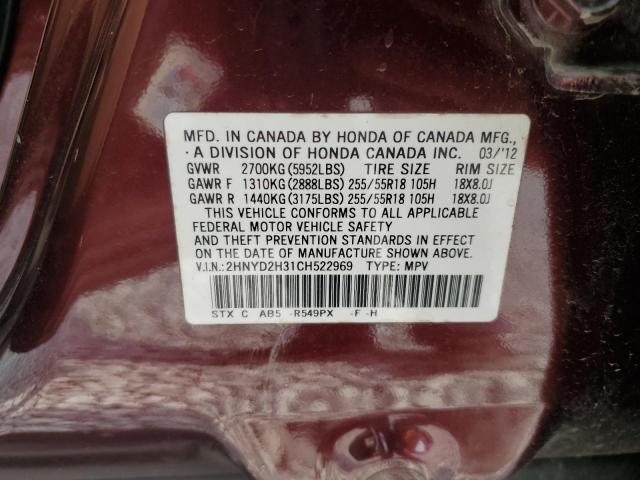 MFD. IN CANADA BY HONDA OF CANADA MFG.,
A DIVISION OF HONDA CANADA INC. 03/'12
GVWR 2700KG (5952LBS) TIRE SIZE RIM SIZE
GAWR F 1310KG (2888LBS) 255/55R18 105H 18X8.0J
GAWR R 1440KG (3175LBS) 255/55R18 105H 18X8.0J
THIS VEHICLE CONFORMS TO ALL APPLICABLE
FEDERAL MOTOR VEHICLE SAFETY
AND THEFT PREVENTION STANDARDS IN EFFECT
ON THE DATE OF MANUFACTURE SHOWN ABOVE.
V.I.N.: 2HNYD2H31CH522969 TYPE: MPV
STX C AB5 -R549PX -F -H